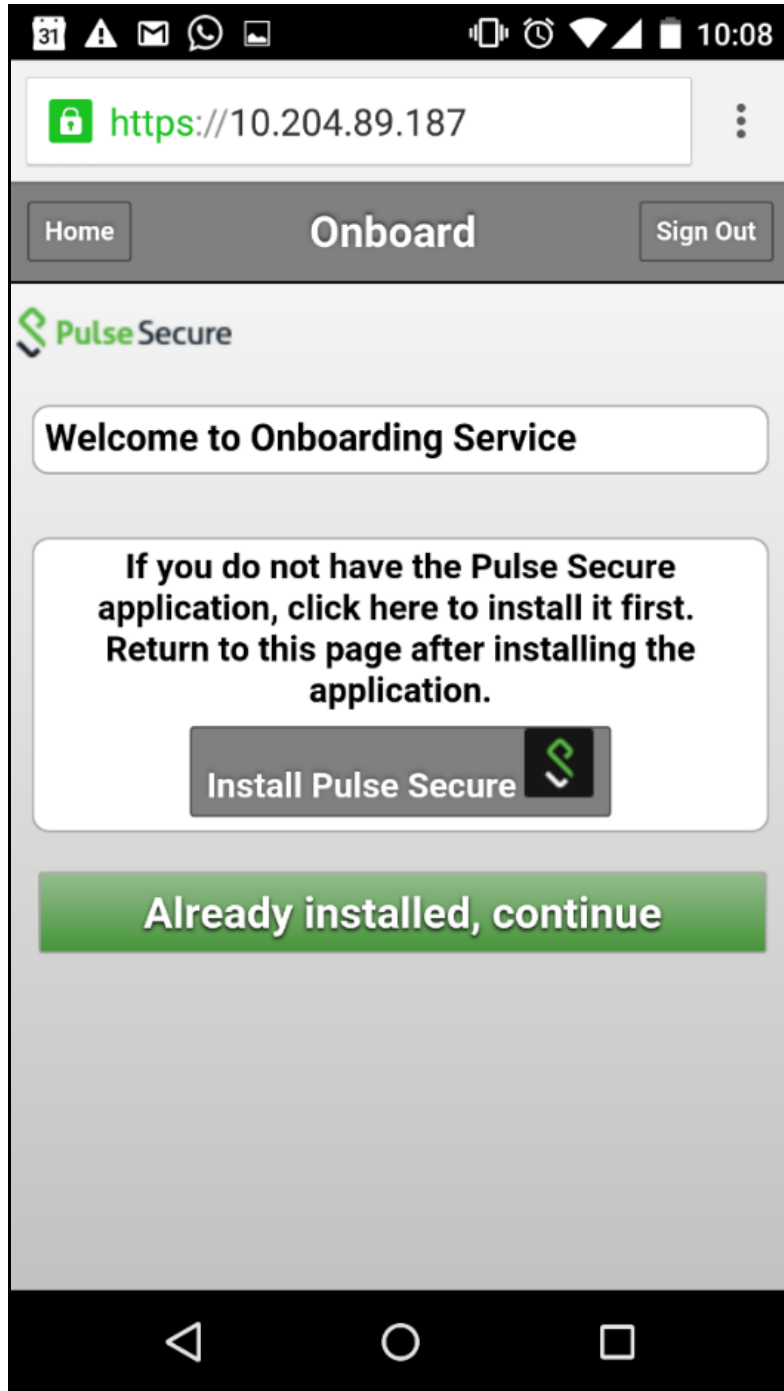 31 10:08
https://10.204.89.187
Home Onboard Sign Out
Pulse Secure
Welcome to Onboarding Service
If you do not have the Pulse Secure
application, click here to install it first.
Return to this page after installing the
application.
Install Pulse Secure
Already installed, continue